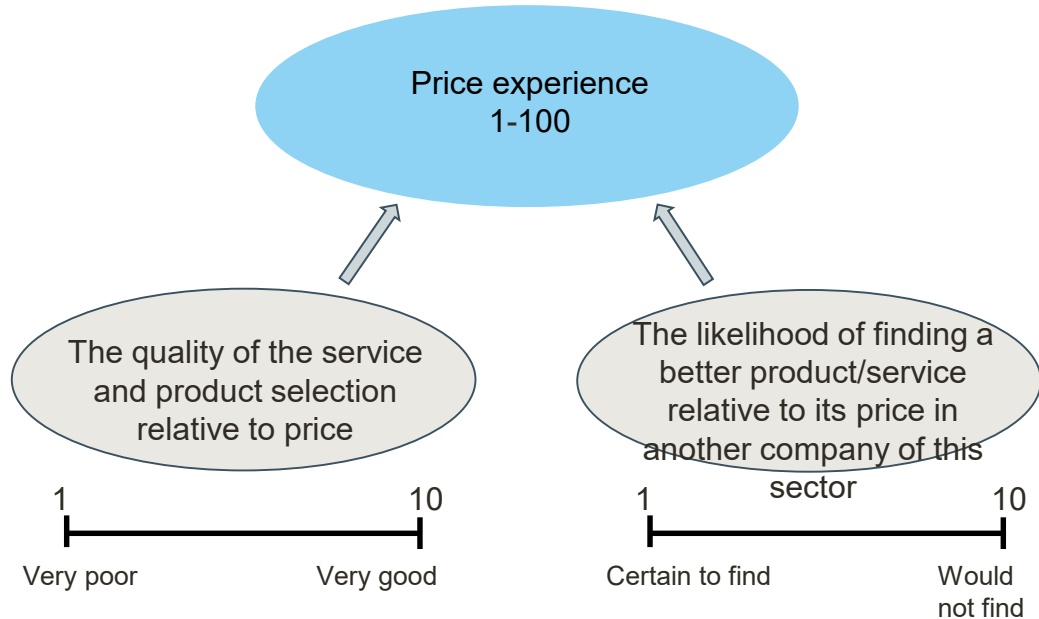 Price experience
1-100
The quality of the service
and product selection
relative to price
The likelihood of finding a
better product/service
relative to its price in
another company of this
sector
1
10
Very poor
Very good
1
10
Certain to find
Would
not find